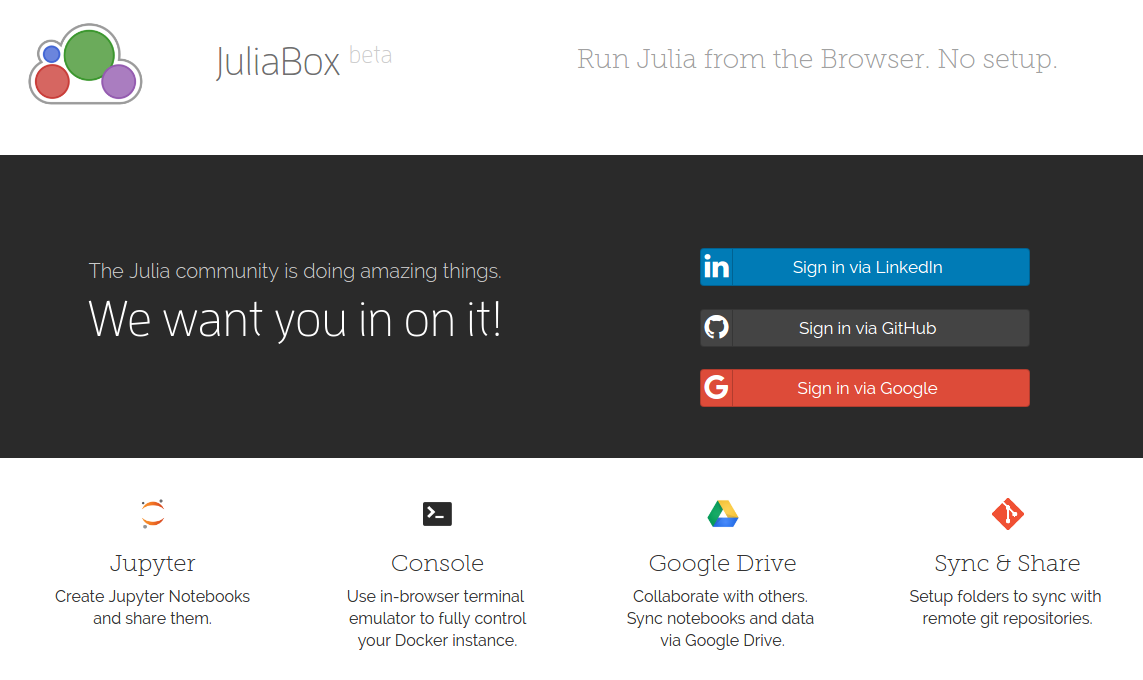 JuliaBox beta
Run Julia from the Browser. No setup.
The Julia community is doing amazing things.
We want you in on it!
in Sign in via LinkedIn
Sign in via GitHub
G Sign in via Google
Jupyter
Create Jupyter Notebooks
and share them.
Console
Use in-browser terminal
emulator to fully control
your Docker instance.
Google Drive
Collaborate with others.
Sync notebooks and data
via Google Drive.
Sync & Share
Setup folders to sync with
remote git repositories.